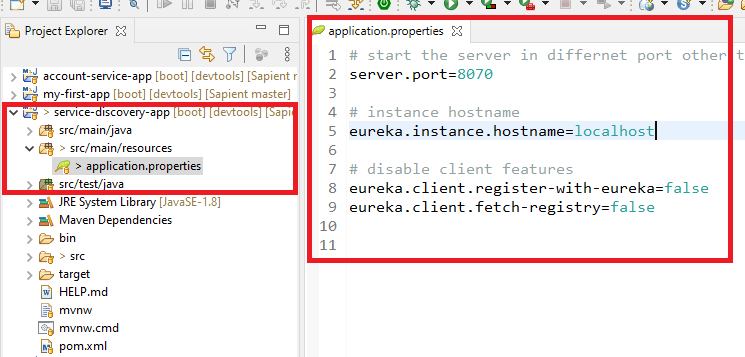 Project Explorer
account-service-app [boot] [devtools] [Sapient m
my-first-app [boot] [devtools] [Sapient master]
> service-discovery-app [boot] [devtools] [Sapie
src/main/java
> src/main/resources
> application.properties
src/test/java
JRE System Library [JavaSE-1.8]
Maven Dependencies
bin
> src
target
HELP.md
mvnw
mvnw.cmd
pom.xml
application.properties
1 # start the server in differnet port other t
2 server.port=8070
3
4 # instance hostname
5 eureka.instance.hostname=localhost
6
7 # disable client features
8 eureka.client.register-with-eureka=false
9 eureka.client.fetch-registry=false
10
11